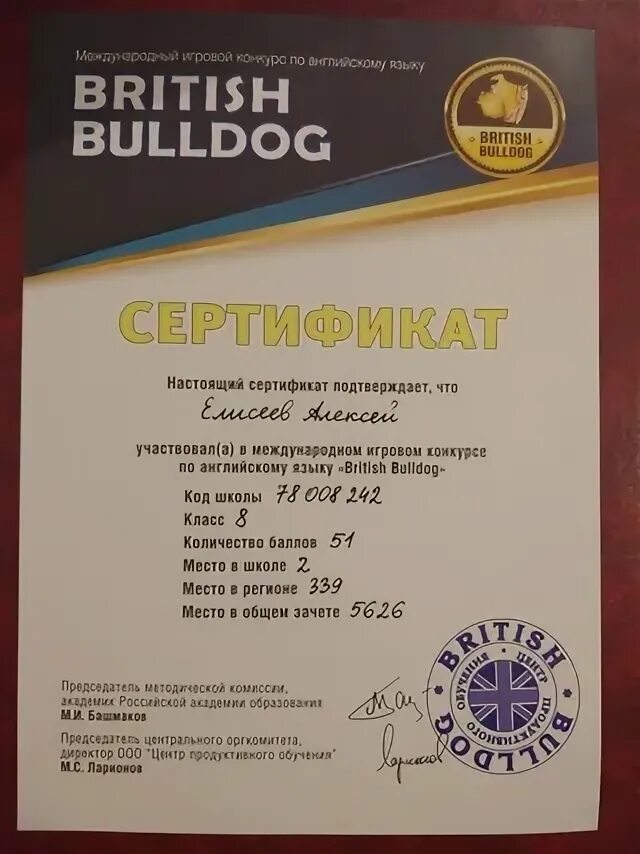 Международный игровой конкурс по английскому языку
BRITISH
BULLDOG
BRITISH
BULLDOG
СЕРТИФИКАТ
Настоящий сертификат подтверждает, что
Елисеев Алексей
участвовал(а) в международном игровом конкурсе
по английскому языку «British Bulldog»
Код школы 78 008 242
Класс 8
Количество баллов 51
Место в школе 2
Место в регионе 339
Место в общем зачете 5626
Председатель методической комиссии,
академик Российской академии образования
М.И. Башмаков
Председатель центрального оргкомитета,
директор ООО "Центр продуктивного обучения"
М.С. Ларионов
BRITISH BULLDOG
ЦЕНТР ПРОДУКТИВНОГО ОБУЧЕНИЯ